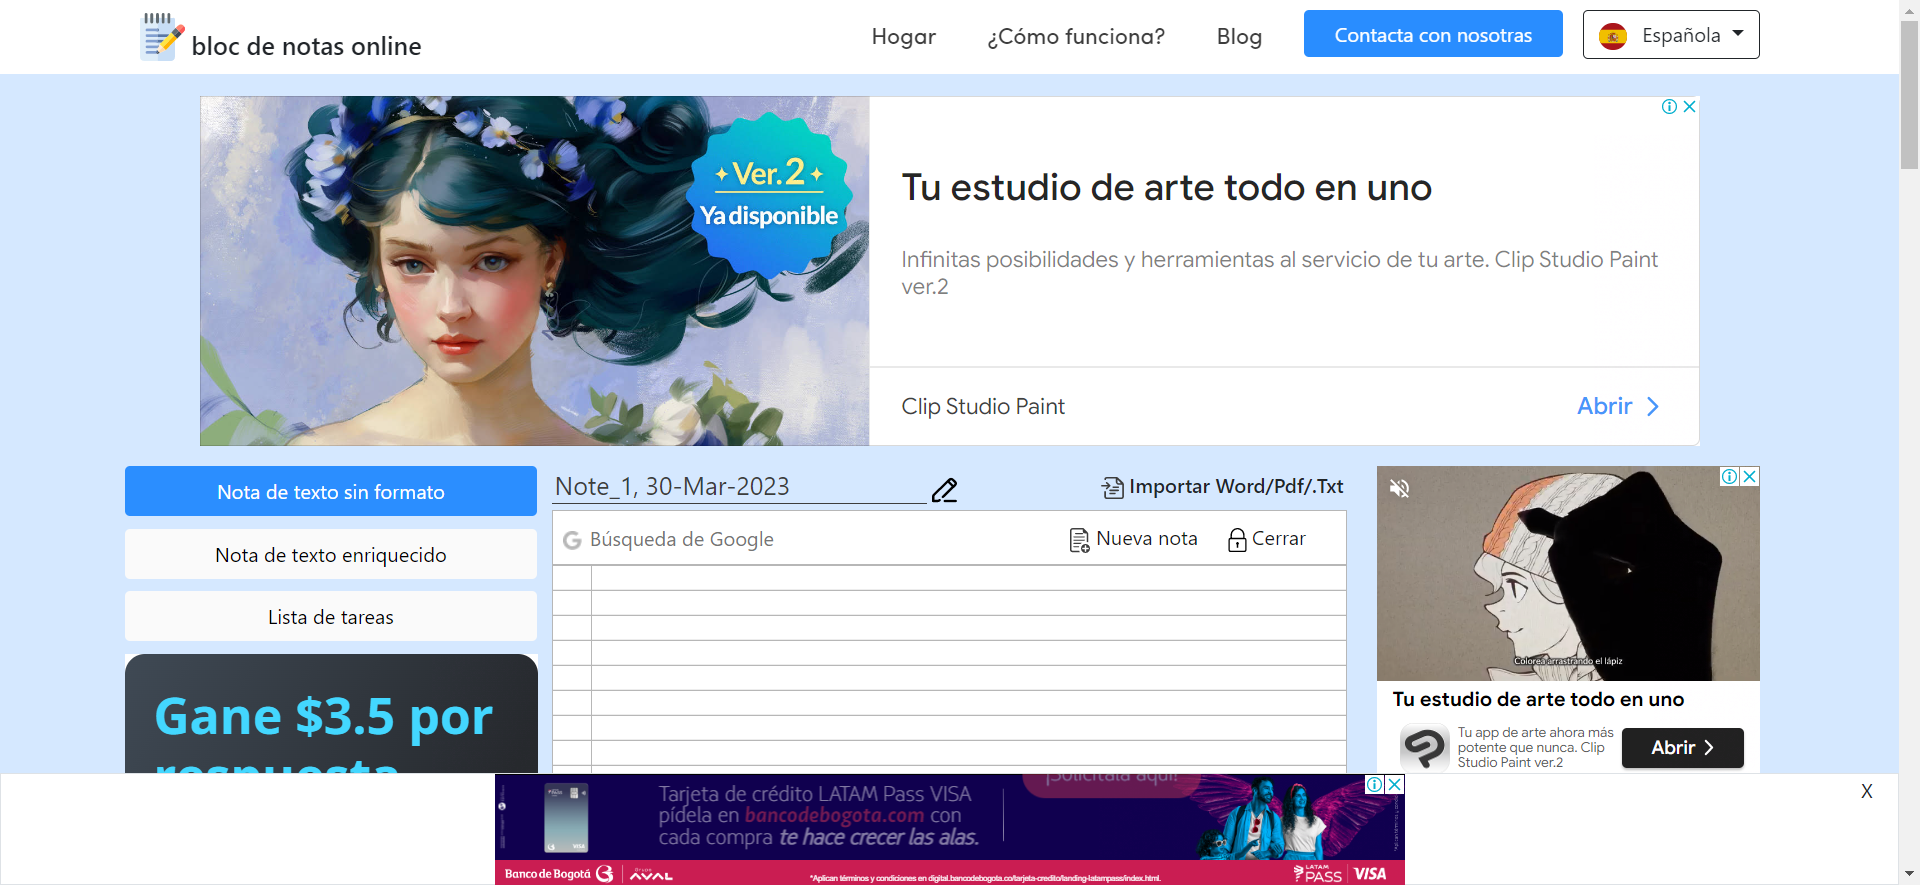 bloc de notas online
Hogar
¿Cómo funciona?
Blog
Contacta con nosotras
Española
Ver.2
Ya disponible
Tu estudio de arte todo en uno
Infinitas posibilidades y herramientas al servicio de tu arte. Clip Studio Paint
ver.2
Clip Studio Paint
Abrir
Nota de texto sin formato
Nota de texto enriquecido
Lista de tareas
Gane $3.5 por
respuesta
Note_1, 30-Mar-2023
Importar Word/Pdf/.Txt
Búsqueda de Google
Nueva nota
Cerrar
Colorea arrastrando el lápiz
Tu estudio de arte todo en uno
Tu app de arte ahora más
potente que nunca. Clip
Studio Paint ver.2
Abrir
X
Tarjeta de crédito LATAM Pass VISA
pídela en bancodebogota.com con
cada compra te hace crecer las alas.
¡Solicítala aquí!
Banco de Bogotá
Grupo
AVAL
*Aplican términos y condiciones en digital.bancodebogota.co/tarjeta-credito/landing-latampass/index.html.
LATAM
PASS
VISA